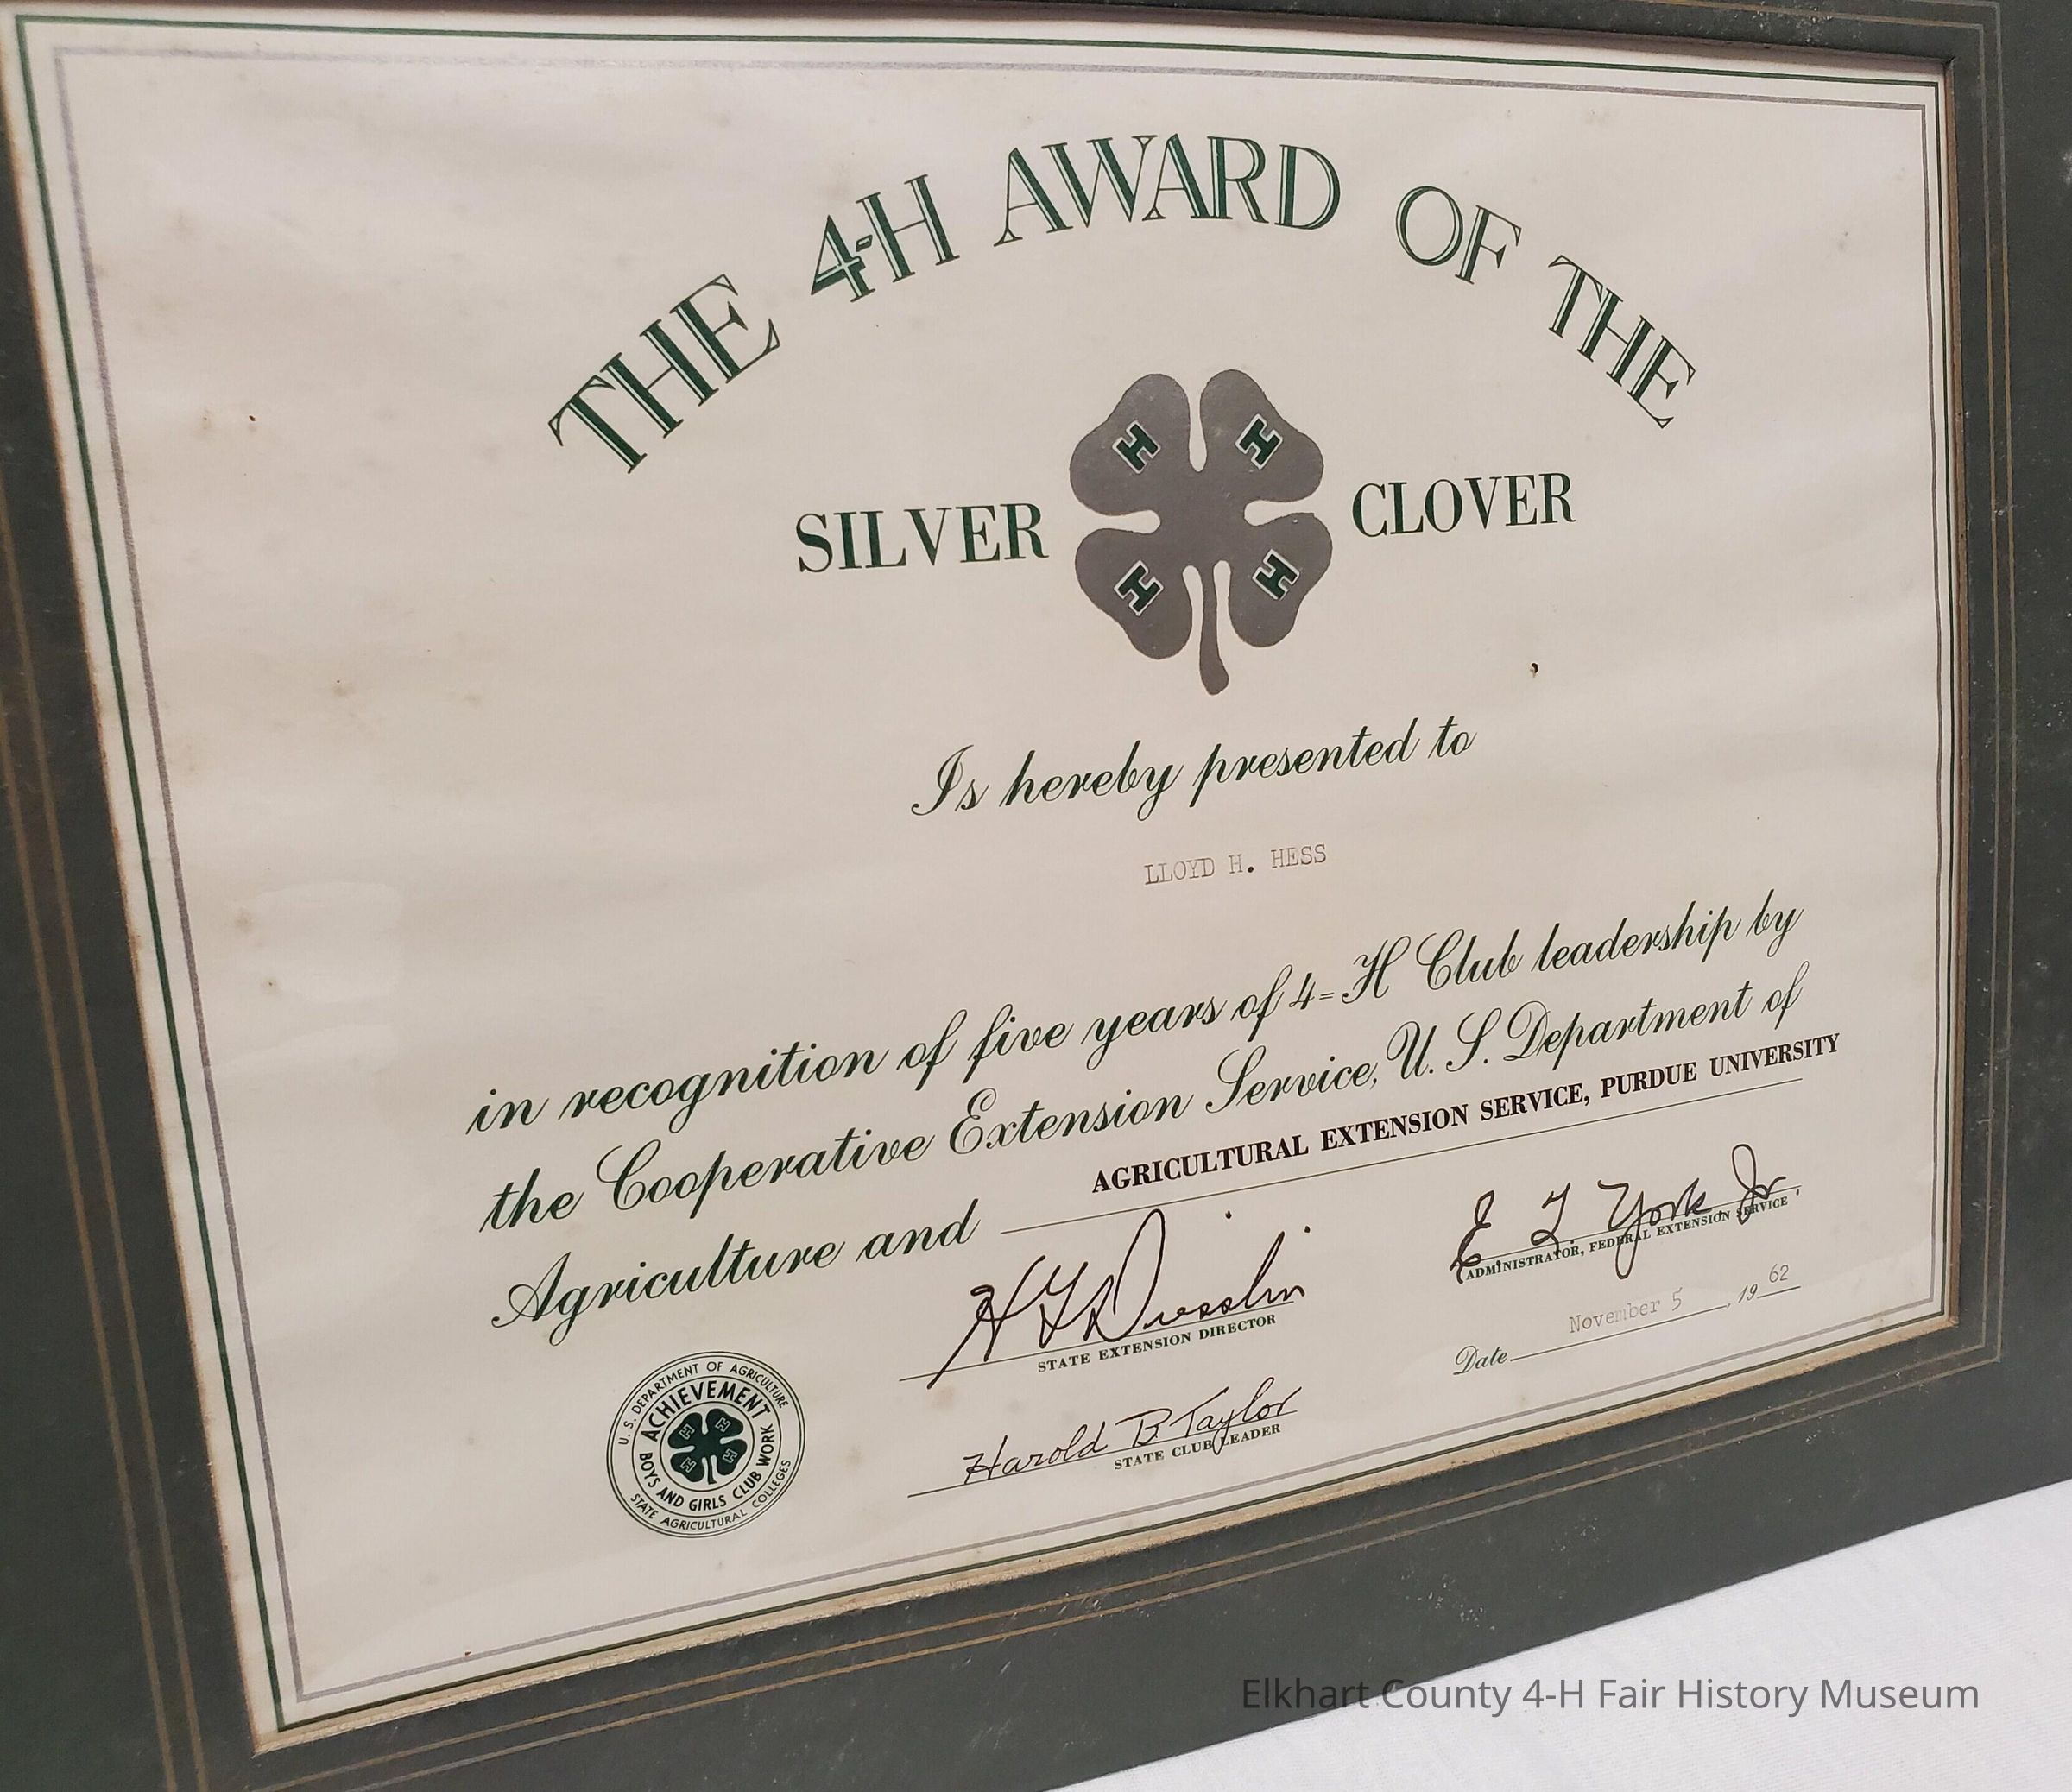 THE 4-H AWARD OF THE
SILVER CLOVER
H H
H H
Is hereby presented to
LLOYD H. HESS
in recognition of five years of 4-H Club leadership by
the Cooperative Extension Service, U. S. Department of
Agriculture and AGRICULTURAL EXTENSION SERVICE, PURDUE UNIVERSITY
E. T. York, Jr.
ADMINISTRATOR, FEDERAL EXTENSION SERVICE
STATE EXTENSION DIRECTOR
Date November 5, 1962
Harold B Taylor
STATE CLUB LEADER
U. S. DEPARTMENT OF AGRICULTURE
ACHIEVEMENT
H H
H H
BOYS AND GIRLS CLUB WORK
STATE AGRICULTURAL COLLEGES
Elkhart County 4-H Fair History Museum